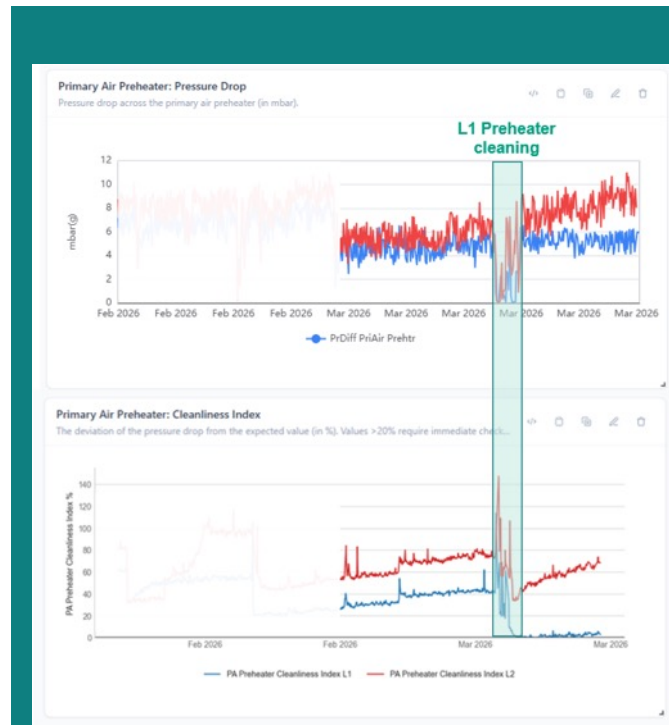 Primary Air Preheater: Pressure Drop
Pressure drop across the primary air preheater (in mbar).
L1 Preheater
cleaning
12
10
8
6
4
2
0
mbar(g)
Feb 2026 Feb 2026 Feb 2026 Feb 2026 Mar 2026 Mar 2026 Mar 2026 Mar 2026 Mar 2026 Mar 2026
PrDiff PriAir Prehtr
Primary Air Preheater: Cleanliness Index
The deviation of the pressure drop from the expected value (in %). Values >20% require immediate chec...
140
120
100
80
60
40
20
0
PA Preheater Cleanliness Index %
Feb 2026 Feb 2026 Mar 2026 Mar 2026
PA Preheater Cleanliness Index L1 PA Preheater Cleanliness Index L2